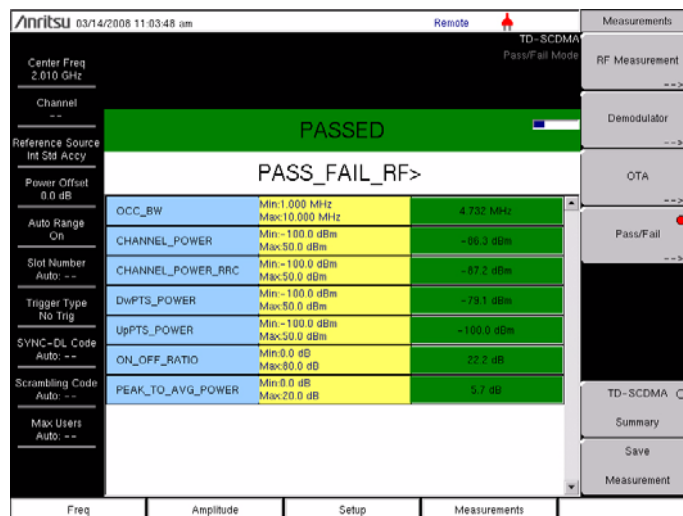 Anritsu 03/14/2008 11:03:48 am
Remote
Measurements
TD-SCDMA
Pass/Fail Mode
Center Freq
2.010 GHz
Channel
--
Reference Source
Int Std Accy
Power Offset
0.0 dB
Auto Range
On
Slot Number
Auto: --
Trigger Type
No Trig
SYNC-DL Code
Auto: --
Scrambling Code
Auto: --
Max Users
Auto: --
PASSED
PASS_FAIL_RF>
OCC_BW Min:1.000 MHz Max:10.000 MHz 4.732 MHz
CHANNEL_POWER Min:-100.0 dBm Max:50.0 dBm -86.3 dBm
CHANNEL_POWER_RRC Min:-100.0 dBm Max:50.0 dBm -87.2 dBm
DwPTS_POWER Min:-100.0 dBm Max:50.0 dBm -79.1 dBm
UpPTS_POWER Min:-100.0 dBm Max:50.0 dBm -100.0 dBm
ON_OFF_RATIO Min:0.0 dB Max:80.0 dB 22.2 dB
PEAK_TO_AVG_POWER Min:0.0 dB Max:20.0 dB 5.7 dB
RF Measurement
-->
Demodulator
-->
OTA
-->
Pass/Fail
-->
TD-SCDMA
Summary
Save
Measurement
Freq
Amplitude
Setup
Measurements